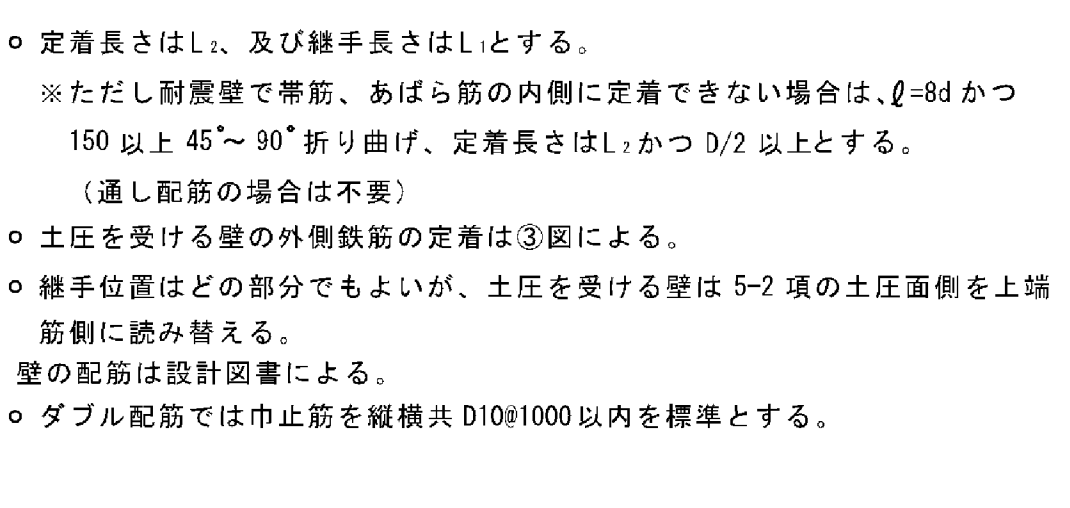 ○ 定着長さはL₂、及び継手長さはL₁とする。
※ただし耐震壁で帯筋、あばら筋の内側に定着できない場合は、ℓ=8d かつ
150 以上 45°～ 90°折り曲げ、定着長さはL₂かつ D/2 以上とする。
（通し配筋の場合は不要）
○ 土圧を受ける壁の外側鉄筋の定着は③図による。
○ 継手位置はどの部分でもよいが、土圧を受ける壁は 5-2 項の土圧面側を上端
筋側に読み替える。
壁の配筋は設計図書による。
○ ダブル配筋では巾止筋を縦横共 D10@1000以内を標準とする。